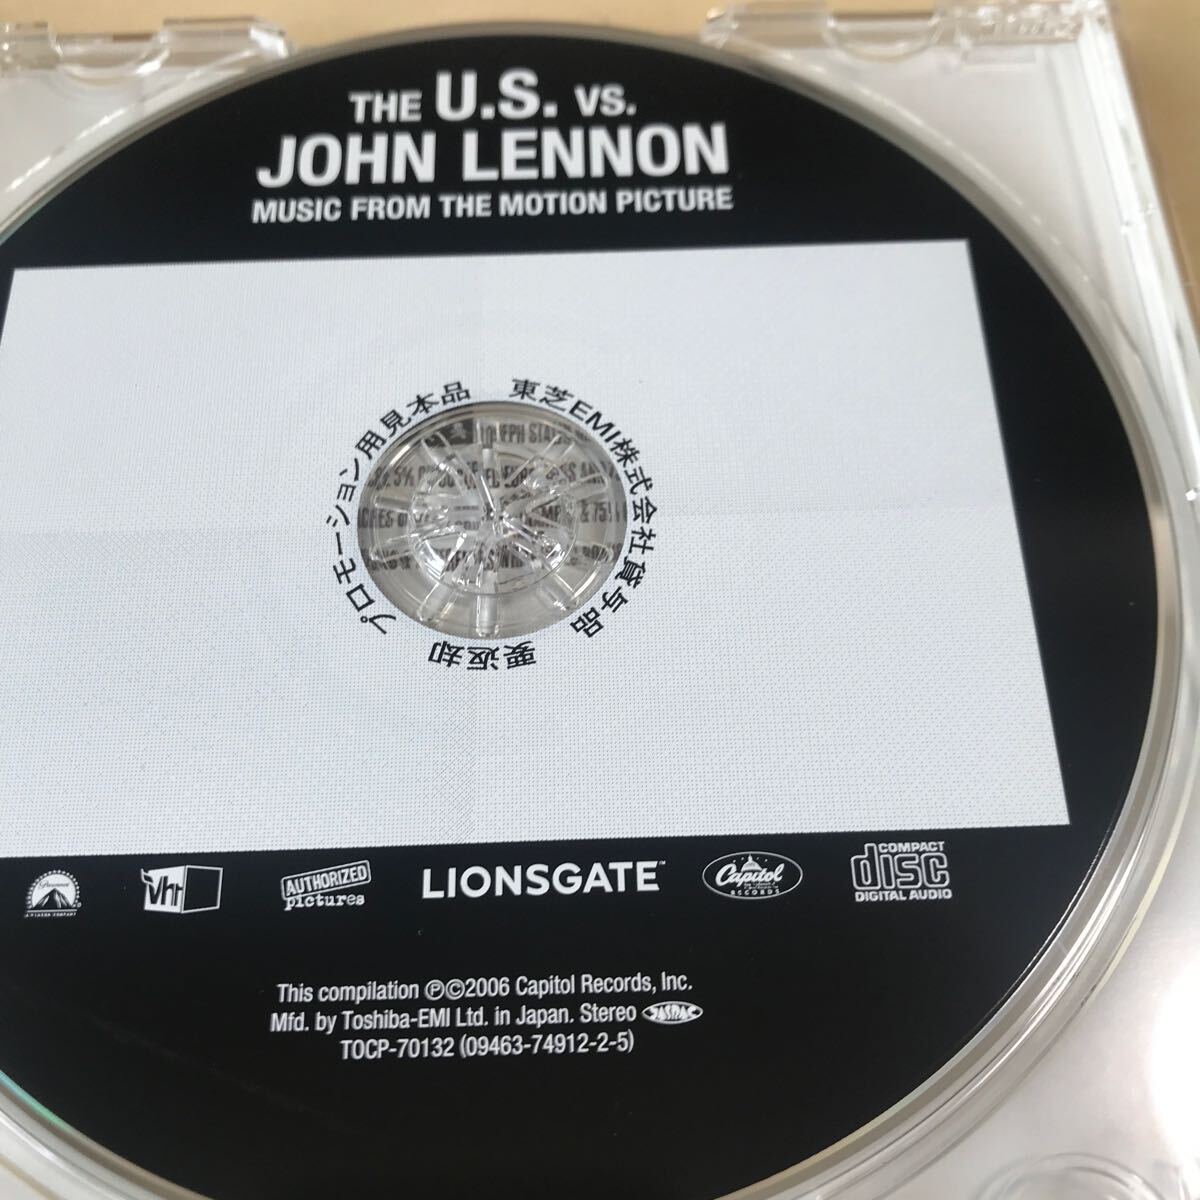 THE U.S. VS.
JOHN LENNON
MUSIC FROM THE MOTION PICTURE
東芝EMI株式会社貸与品
要返却
プロモーション用見本品
Paramount
Vh1
AUTHORIZED
pictures
LIONSGATE™
Capitol
RECORDS
COMPACT
disc
DIGITAL AUDIO
This compilation ℗©2006 Capitol Records, Inc.
Mfd. by Toshiba-EMI Ltd. in Japan. Stereo JASRAC
TOCP-70132 (09463-74912-2-5)